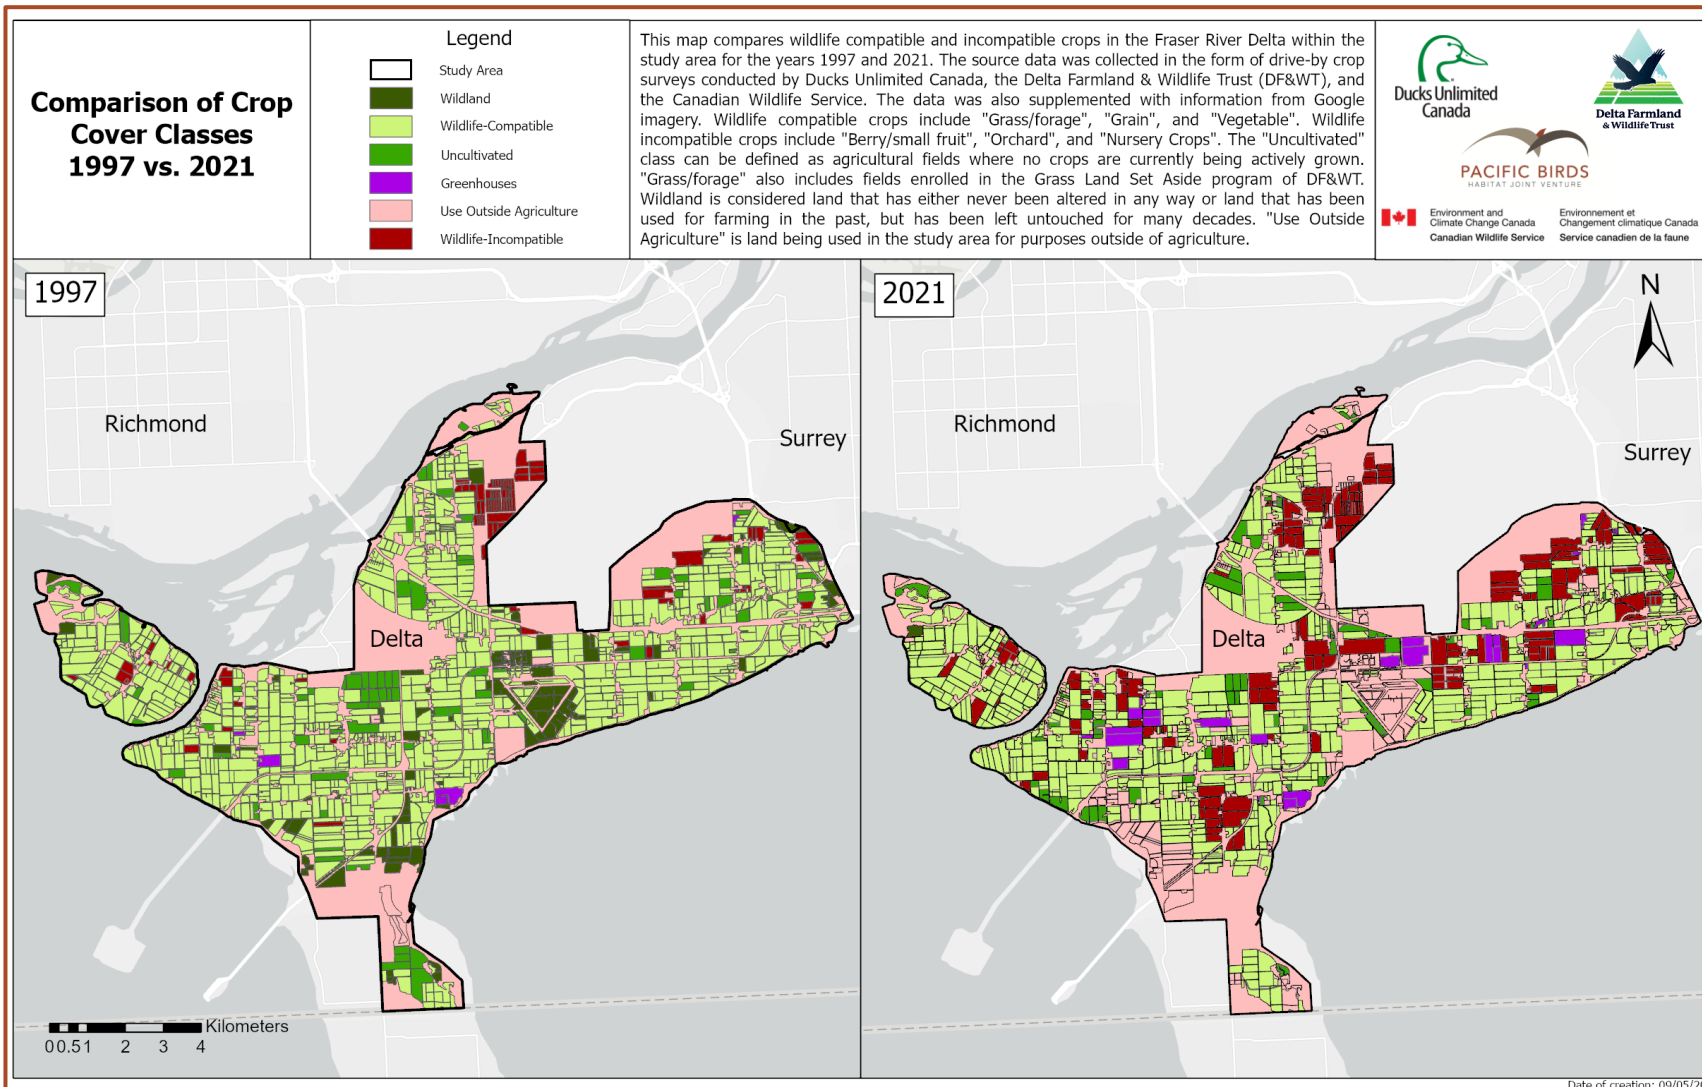 Comparison of Crop
Cover Classes
1997 vs. 2021
Legend
Study Area
Wildland
Wildlife-Compatible
Uncultivated
Greenhouses
Use Outside Agriculture
Wildlife-Incompatible
This map compares wildlife compatible and incompatible crops in the Fraser River Delta within the
study area for the years 1997 and 2021. The source data was collected in the form of drive-by crop
surveys conducted by Ducks Unlimited Canada, the Delta Farmland & Wildlife Trust (DF&WT), and
the Canadian Wildlife Service. The data was also supplemented with information from Google
imagery. Wildlife compatible crops include "Grass/forage", "Grain", and "Vegetable". Wildlife
incompatible crops include "Berry/small fruit", "Orchard", and "Nursery Crops". The "Uncultivated"
class can be defined as agricultural fields where no crops are currently being actively grown.
"Grass/forage" also includes fields enrolled in the Grass Land Set Aside program of DF&WT.
Wildland is considered land that has either never been altered in any way or land that has been
used for farming in the past, but has been left untouched for many decades. "Use Outside
Agriculture" is land being used in the study area for purposes outside of agriculture.
Ducks Unlimited
Canada
Delta Farmland
& Wildlife Trust
PACIFIC BIRDS
HABITAT JOINT VENTURE
Environment and
Climate Change Canada
Canadian Wildlife Service
Environnement et
Changement climatique Canada
Service canadien de la faune
1997
Richmond
Surrey
Delta
Kilometers
0 0.5 1 2 3 4
2021
N
Richmond
Surrey
Delta
Date of creation: 09/05/20